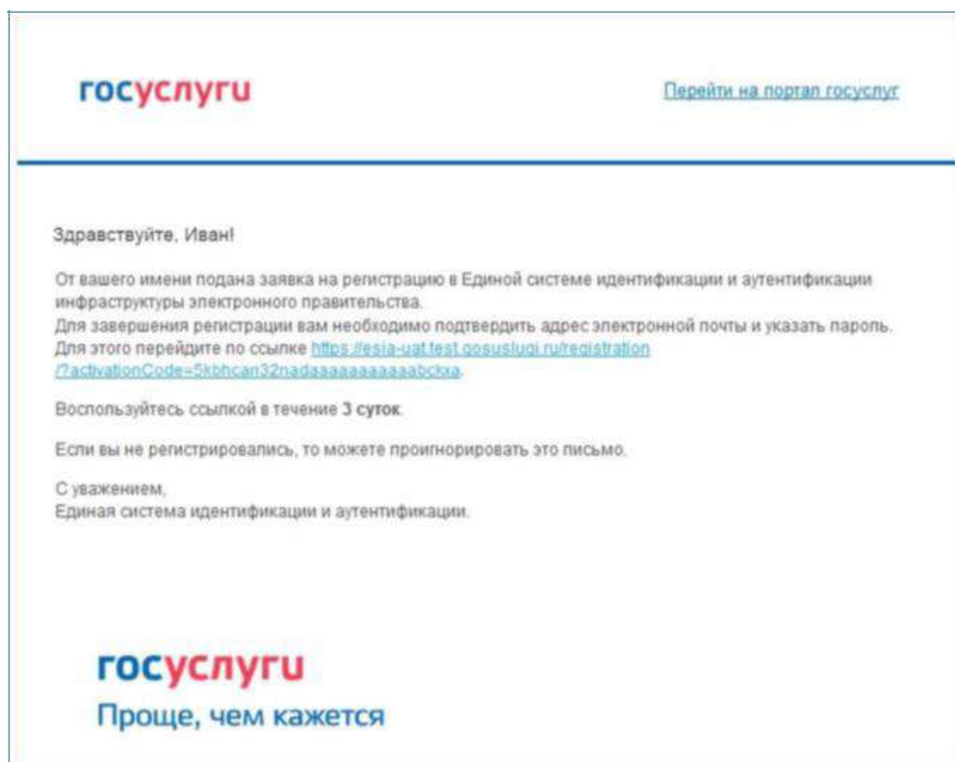 госуслуги
Перейти на портал госуслуг
Здравствуйте, Иван!
От вашего имени подана заявка на регистрацию в Единой системе идентификации и аутентификации
инфраструктуры электронного правительства.
Для завершения регистрации вам необходимо подтвердить адрес электронной почты и указать пароль.
Для этого перейдите по ссылке https://esia-uat.test.gosuslugi.ru/registration
/?activationCode=5kbhcan32nadaaaaaaaaaaabckxa.
Воспользуйтесь ссылкой в течение 3 суток.
Если вы не регистрировались, то можете проигнорировать это письмо.
С уважением,
Единая система идентификации и аутентификации.
госуслуги
Проще, чем кажется